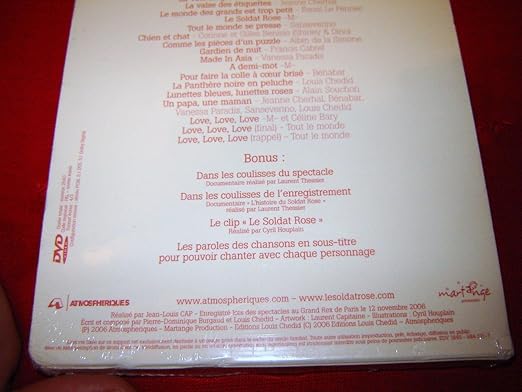 La valse des étiquettes - Jeanne Cherhal
Le monde des grands est trop petit -
Le Soldat Rose -M-
Tout le monde se presse - Sanseverino
Chien et chat - Corinne et Gilles Bervois (Shirley & Dino)
Comme les pièces d'un puzzle - Albin de la Simone
Gardien de nuit - Francis Cabrel
Made In Asia - Vanessa Paradis
A demi-mot -M-
Pour faire la colle à cœur brisé - Bénabar
La Panthère noire en peluche - Louis Chedid
Lunettes bleues, lunettes roses - Alain Souchon
Un papa, une maman - Jeanne Cherhal, Bénabar,
Vanessa Paradis, Sanseverino, Louis Chedid
Love, Love, Love -M- et Céline Bary
Love, Love, Love (final) - Tout le monde
Love, Love, Love (rappel) - Tout le monde
Bonus :
Dans les coulisses du spectacle
Documentaire réalisé par Laurent Thessier
Dans les coulisses de l'enregistrement
Documentaire « L'histoire du Soldat Rose »
réalisé par Laurent Thessier
Le clip « Le Soldat Rose »
Réalisé par Cyril Houplain
Les paroles des chansons en sous-titre
pour pouvoir chanter avec chaque personnage
DVD
ATMOSPHERIQUES
www.atmospheriques.com - www.lesoldatrose.com
martange
Réalisé par Jean-Louis CAP - Enregistré lors des spectacles au Grand Rex de Paris le 12 novembre 2006
Écrit et composé par Pierre-Dominique Burgaud et Louis Chedid - Artwork : Laurent Capitaine - Illustrations : Cyril Houplain
2006 Atmospheriques - Martange Production - Editions Louis Chedid (C) 2006 Editions Louis Chedid - Atmospheriques